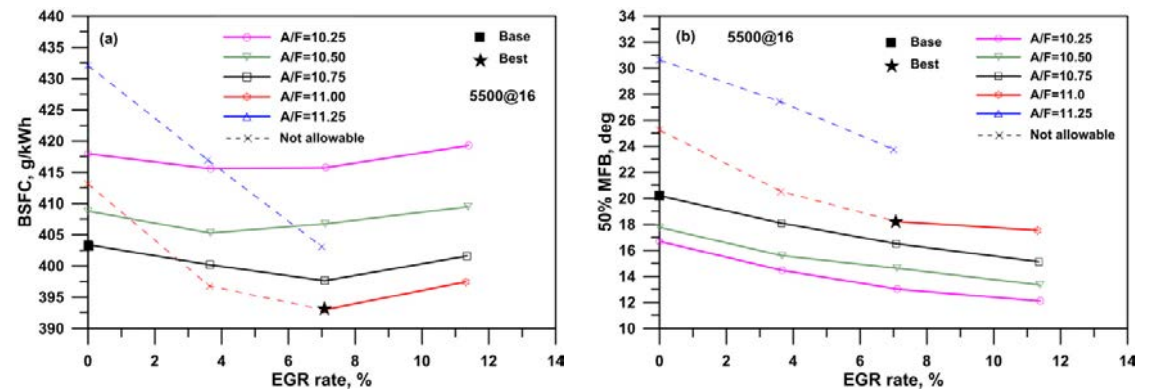 (a)
A/F=10.25
A/F=10.50
A/F=10.75
A/F=11.00
A/F=11.25
Not allowable
Base
Best
5500@16
BSFC, g/kWh
440
435
430
425
420
415
410
405
400
395
390
0
2
4
6
8
10
12
14
EGR rate, %
(b)
5500@16
Base
Best
A/F=10.25
A/F=10.50
A/F=10.75
A/F=11.0
A/F=11.25
Not allowable
50% MFB, deg
34
32
30
28
26
24
22
20
18
16
14
12
10
0
2
4
6
8
10
12
14
EGR rate, %